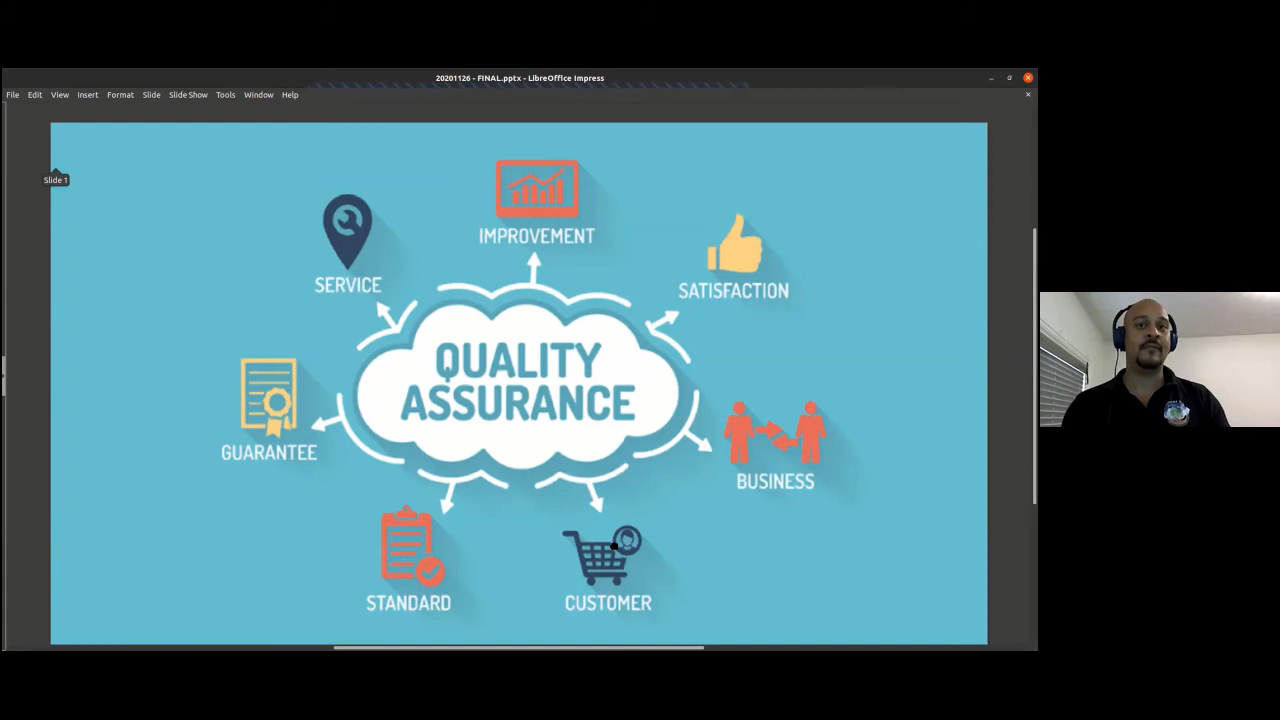 20201126 - FINAL.pptx - LibreOffice Impress
File Edit View Insert Format Slide Slide Show Tools Window Help
Slide 1
IMPROVEMENT
SERVICE
SATISFACTION
QUALITY
ASSURANCE
GUARANTEE
BUSINESS
STANDARD
CUSTOMER